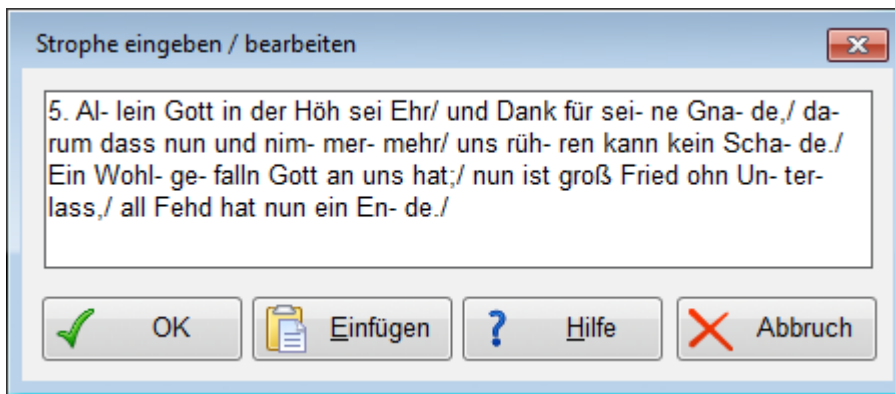 Strophe eingeben / bearbeiten
5. Al- lein Gott in der Höh sei Ehr/ und Dank für sei- ne Gna- de,/ da-
rum dass nun und nim- mer- mehr/ uns rüh- ren kann kein Scha- de./
Ein Wohl- ge- falln Gott an uns hat;/ nun ist groß Fried ohn Un- ter-
lass,/ all Fehd hat nun ein En- de./
OK
Einfügen
Hilfe
Abbruch